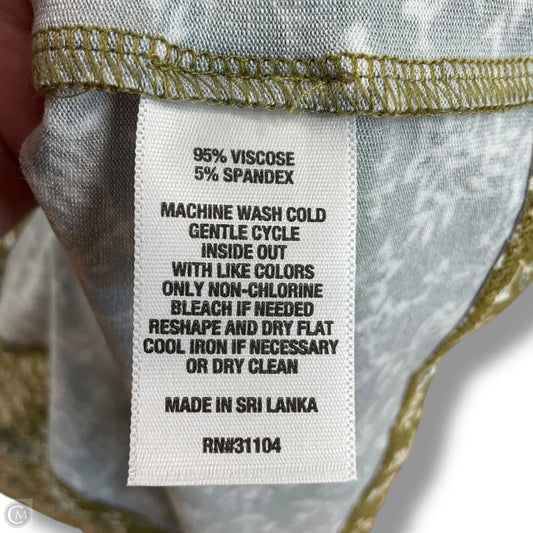 95% VISCOSE
5% SPANDEX
MACHINE WASH COLD
GENTLE CYCLE
INSIDE OUT
WITH LIKE COLORS
ONLY NON-CHLORINE
BLEACH IF NEEDED
RESHAPE AND DRY FLAT
COOL IRON IF NECESSARY
OR DRY CLEAN
MADE IN SRI LANKA
RN#31104